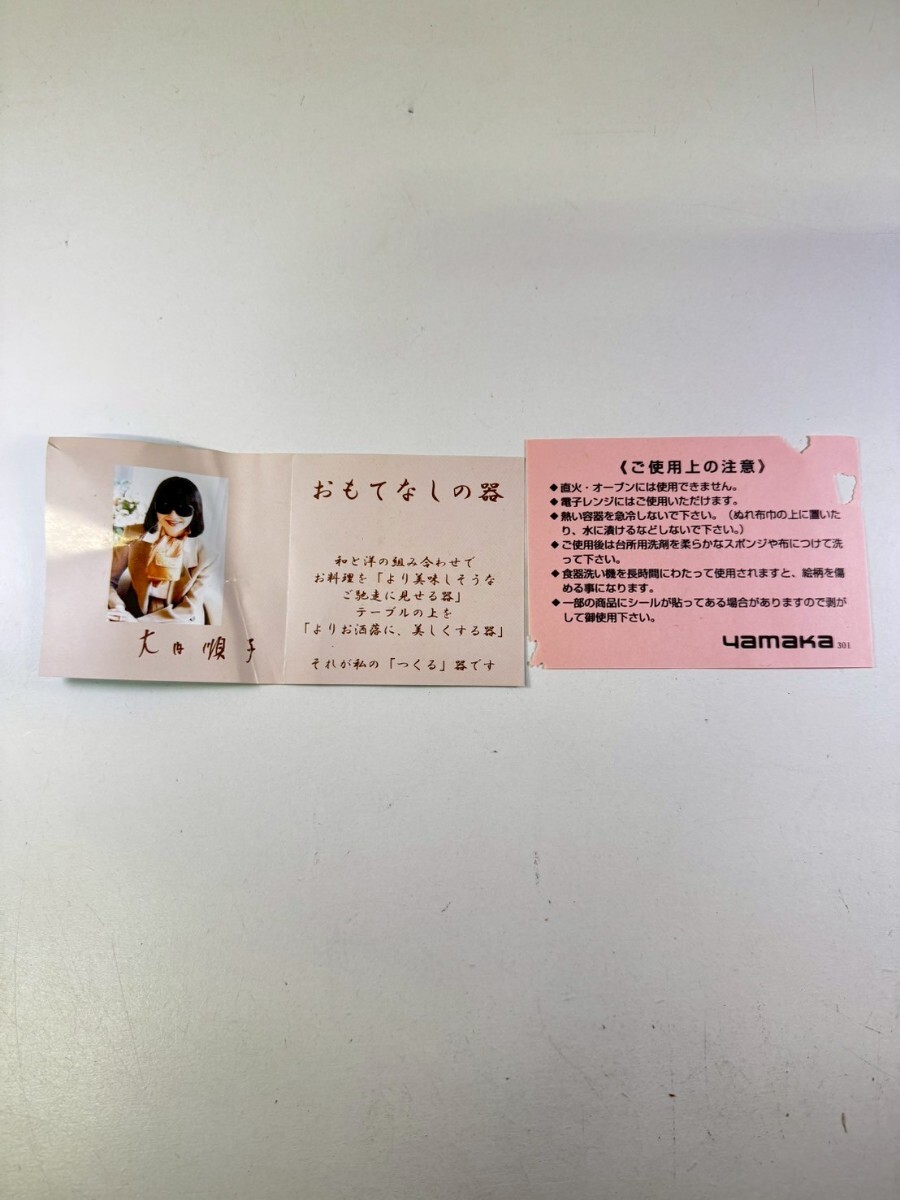 大内順子
おもてなしの器
和と洋の組み合わせで
お料理を「より美味しそうな
ご馳走に見せる器」
テーブルの上を
「よりお洒落に、美しくする器」
それが私の「つくる」器です
《ご使用上の注意》
◆直火・オーブンには使用できません。
◆電子レンジにはご使用いただけます。
◆熱い容器を急冷しないで下さい。（ぬれ布巾の上に置いた
り、水に漬けるなどしないで下さい。）
◆ご使用後は台所用洗剤を柔らかなスポンジや布につけて洗
って下さい。
◆食器洗い機を長時間にわたって使用されますと、絵柄を傷
める事になります。
◆一部の商品にシールが貼ってある場合がありますので剥が
して御使用下さい。
yamaka 301